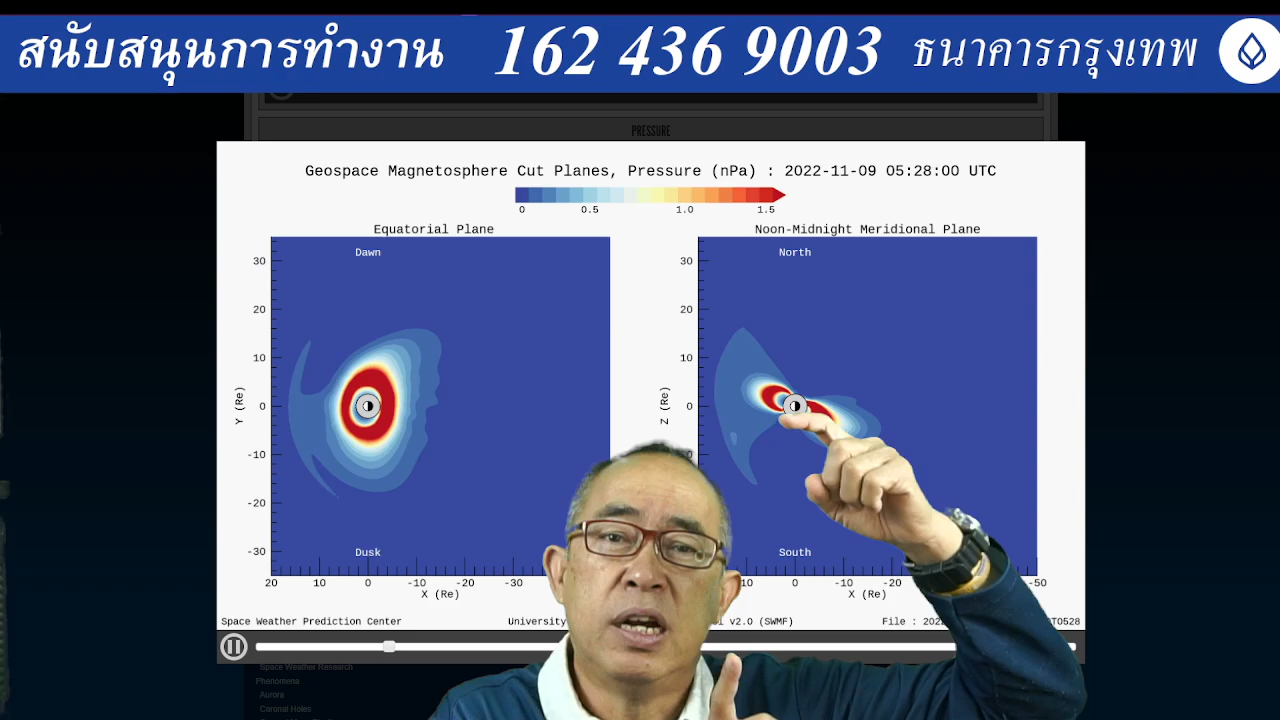 สนับสนุนการทำงาน 162 436 9003 ธนาคารกรุงเทพ
PRESSURE
Geospace Magnetosphere Cut Planes, Pressure (nPa) : 2022-11-09 05:28:00 UTC
0 0.5 1.0 1.5
Equatorial Plane
Noon-Midnight Meridional Plane
Dawn
North
30
20
10
0
-10
-20
-30
Y (Re)
30
20
10
0
Z (Re)
Dusk
South
20 10 0 -10 -20 -30
10 0 -10 -20 -50
X (Re)
X (Re)
Space Weather Prediction Center
University
v2.0 (SWMF)
File :
Space Weather Research
Phenomena
Aurora
Coronal Holes